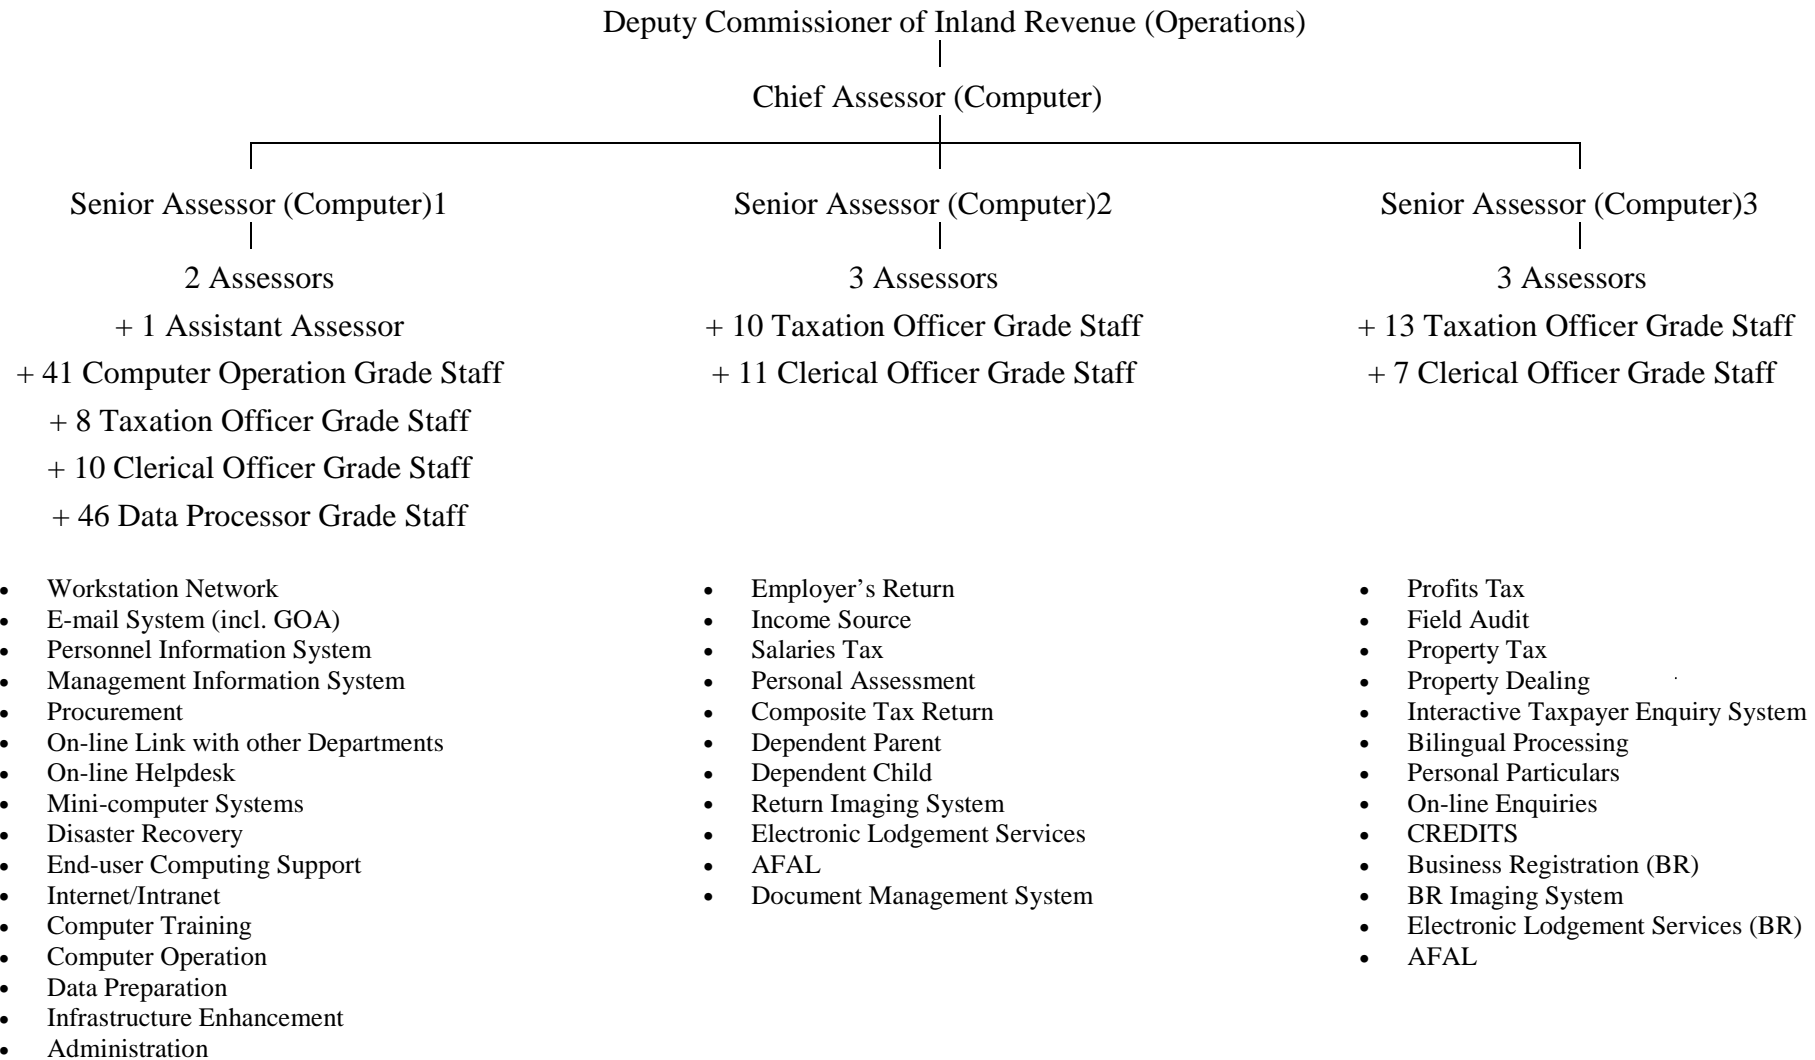 Deputy Commissioner of Inland Revenue (Operations)
Chief Assessor (Computer)
Senior Assessor (Computer)1
2 Assessors
+ 1 Assistant Assessor
+ 41 Computer Operation Grade Staff
+ 8 Taxation Officer Grade Staff
+ 10 Clerical Officer Grade Staff
+ 46 Data Processor Grade Staff
• Workstation Network
• E-mail System (incl. GOA)
• Personnel Information System
• Management Information System
• Procurement
• On-line Link with other Departments
• On-line Helpdesk
• Mini-computer Systems
• Disaster Recovery
• End-user Computing Support
• Internet/Intranet
• Computer Training
• Computer Operation
• Data Preparation
• Infrastructure Enhancement
• Administration
Senior Assessor (Computer)2
3 Assessors
+ 10 Taxation Officer Grade Staff
+ 11 Clerical Officer Grade Staff
• Employer’s Return
• Income Source
• Salaries Tax
• Personal Assessment
• Composite Tax Return
• Dependent Parent
• Dependent Child
• Return Imaging System
• Electronic Lodgement Services
• AFAL
• Document Management System
Senior Assessor (Computer)3
3 Assessors
+ 13 Taxation Officer Grade Staff
+ 7 Clerical Officer Grade Staff
• Profits Tax
• Field Audit
• Property Tax
• Property Dealing
• Interactive Taxpayer Enquiry System
• Bilingual Processing
• Personal Particulars
• On-line Enquiries
• CREDITS
• Business Registration (BR)
• BR Imaging System
• Electronic Lodgement Services (BR)
• AFAL